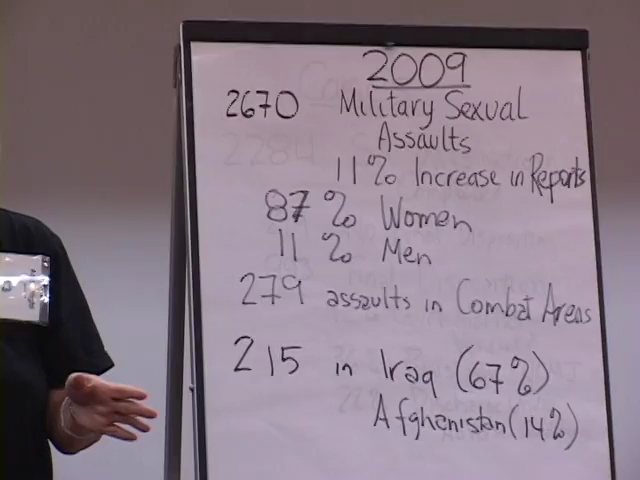 2009
2670 Military Sexual
Assaults
11% Increase in Reports
87% Women
11% Men
279 assaults in Combat Areas
215 in Iraq (67%)
Afghanistan (14%)